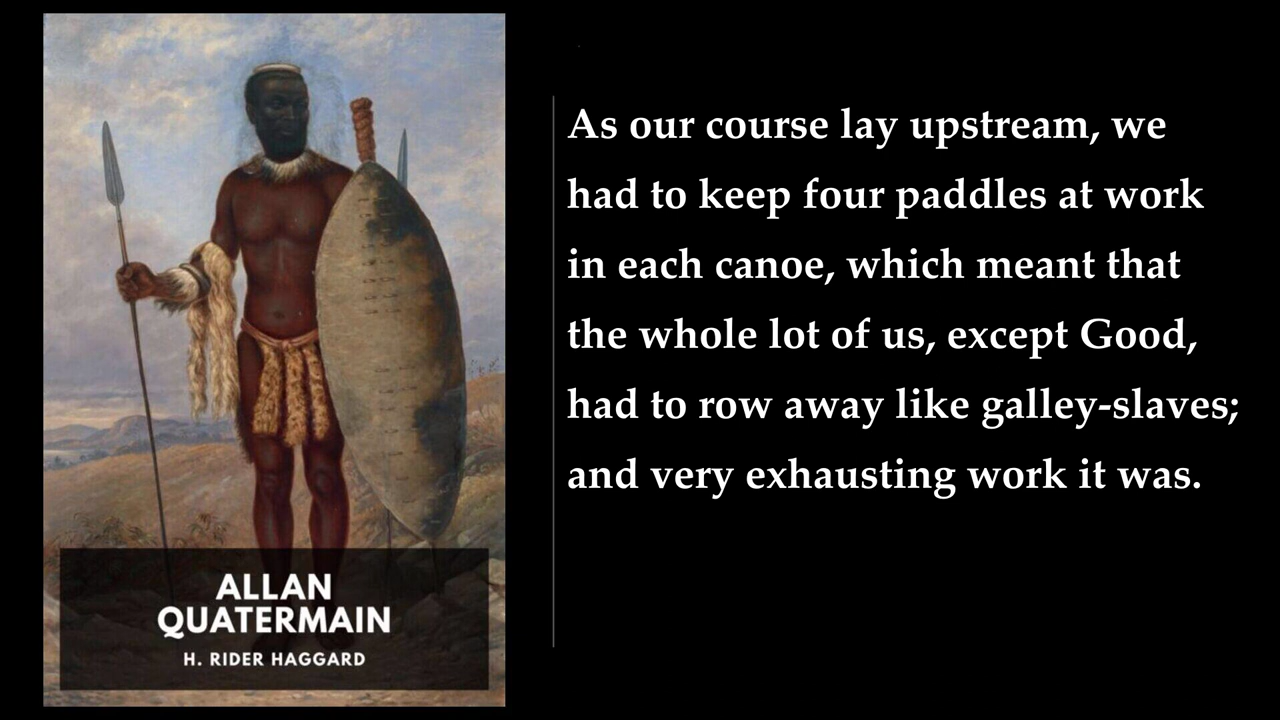 ALLAN
QUATERMAIN
H. RIDER HAGGARD
As our course lay upstream, we
had to keep four paddles at work
in each canoe, which meant that
the whole lot of us, except Good,
had to row away like galley-slaves;
and very exhausting work it was.